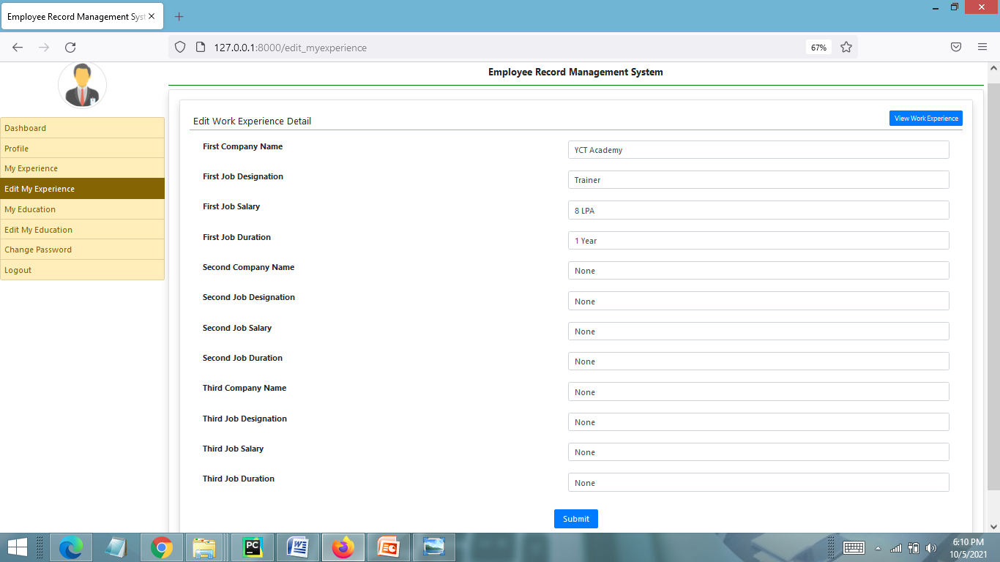 Employee Record Management Syst
127.0.0.1:8000/edit_myexperience
67%
Employee Record Management System
Dashboard
Profile
My Experience
Edit My Experience
My Education
Edit My Education
Change Password
Logout
Edit Work Experience Detail
View Work Experience
First Company Name
YCT Academy
First Job Designation
Trainer
First Job Salary
8 LPA
First Job Duration
1 Year
Second Company Name
None
Second Job Designation
None
Second Job Salary
None
Second Job Duration
None
Third Company Name
None
Third Job Designation
None
Third Job Salary
None
Third Job Duration
None
Submit
PC
6:10 PM
10/5/2021